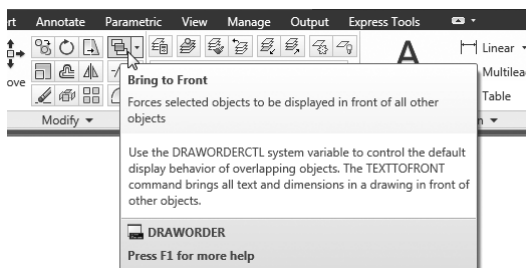 Annotate Parametric View Manage Output Express Tools
Linear
Multilea
ove
Table
Modify
Bring to Front
Forces selected objects to be displayed in front of all other
objects
Use the DRAWORDERCTL system variable to control the default
display behavior of overlapping objects. The TEXTTOFRONT
command brings all text and dimensions in a drawing in front of
other objects.
DRAWORDER
Press F1 for more help